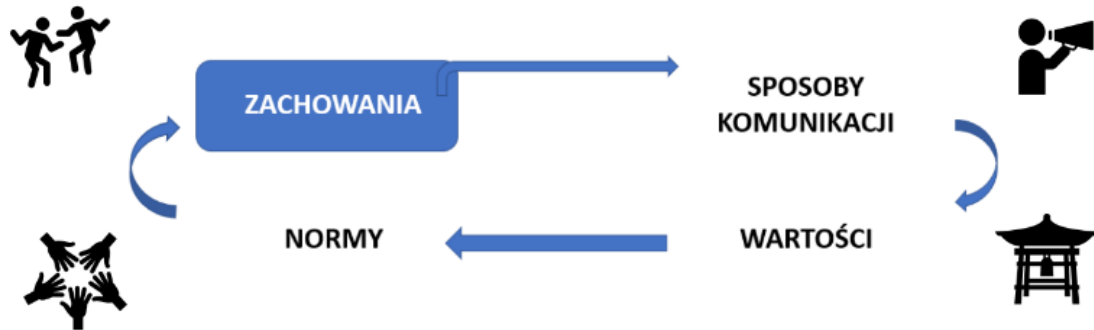 ZACHOWANIA
SPOSOBY
KOMUNIKACJI
NORMY
WARTOŚCI